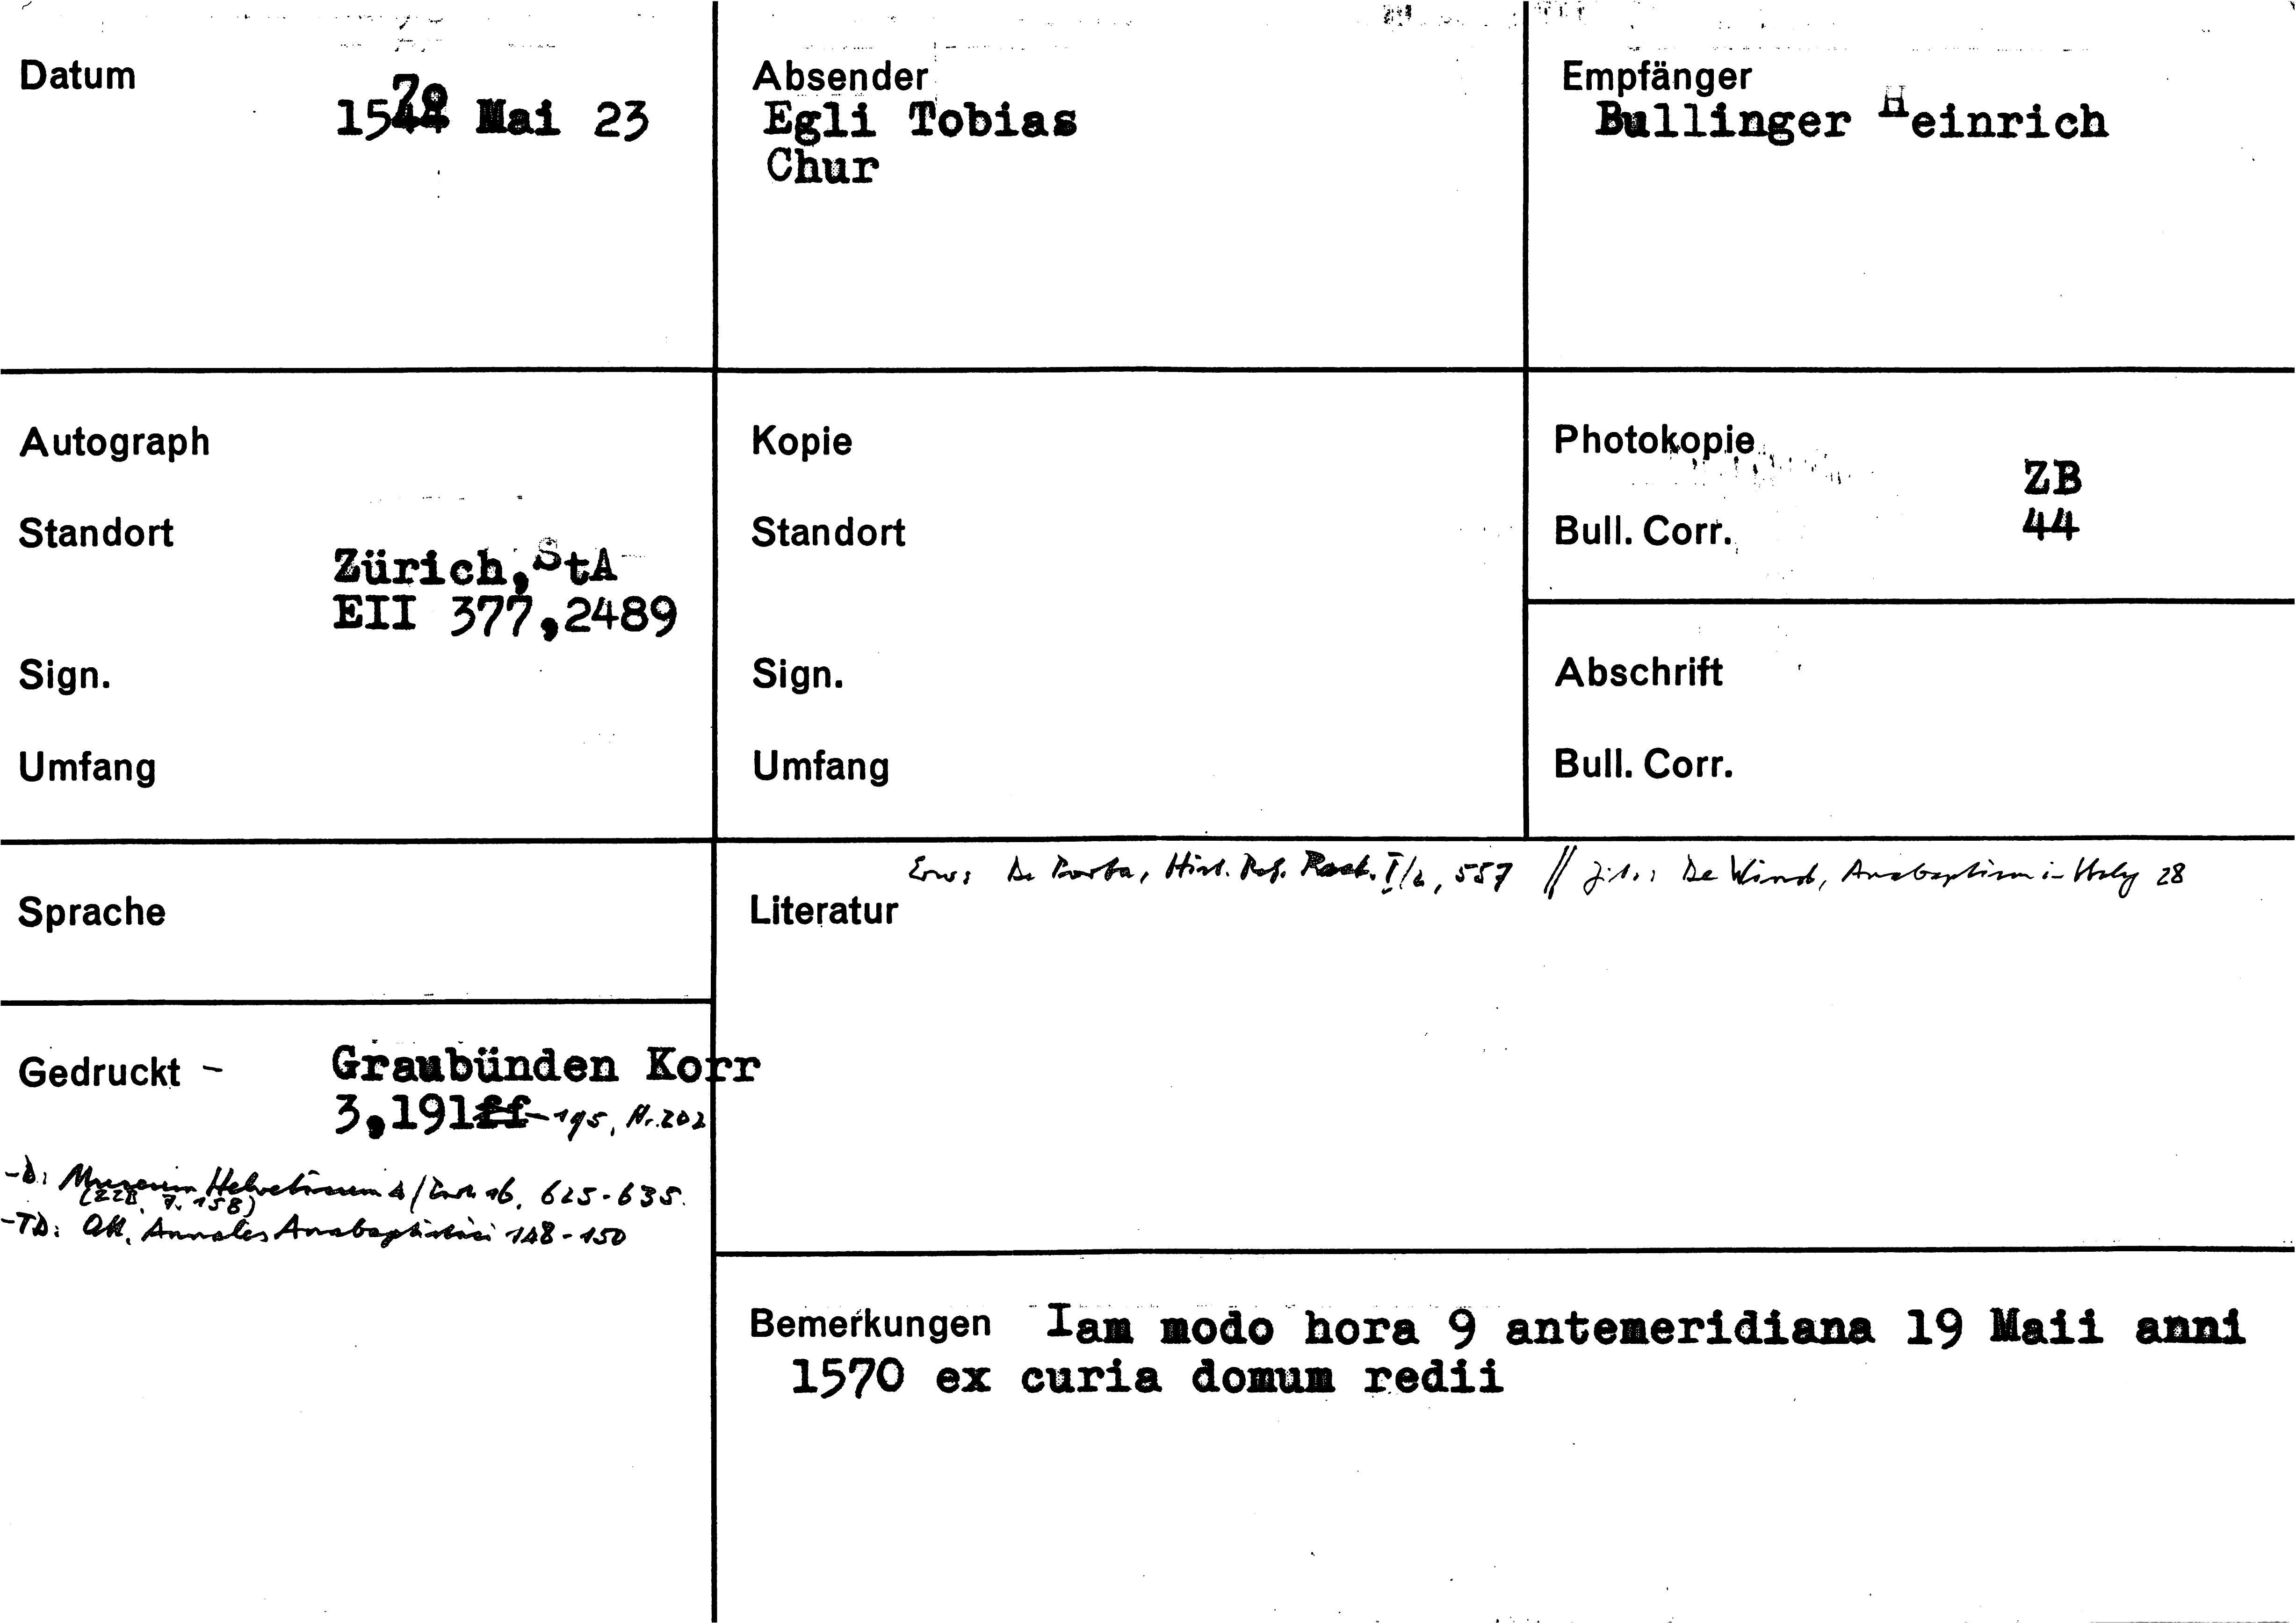 Datum
1570 Mai 23
Absender
Egli Tobias
Chur
Empfänger
Bullinger Heinrich
Autograph
Standort
Zürich, StA
EII 377,2489
Sign.
Umfang
Kopie
Standort
Sign.
Umfang
Photokopie
ZB
Bull. Corr.
44
Abschrift
Bull. Corr.
Sprache
Erw: De Porta, Hist. Ref. Raet. I/2, 557 // zit.: De Wind, Anabaptism in Italy 28
Literatur
Gedruckt - Graubünden Korr
3,191ff-195, Nr. 202
-D: Museum Helveticum 4/ 16, 625-635.
(ZZB, 7. 158)
-TD: Ott, Annales Anabaptistici 148-150
Bemerkungen Iam modo hora 9 antemeridiana 19 Maii anni
1570 ex curia domum redii